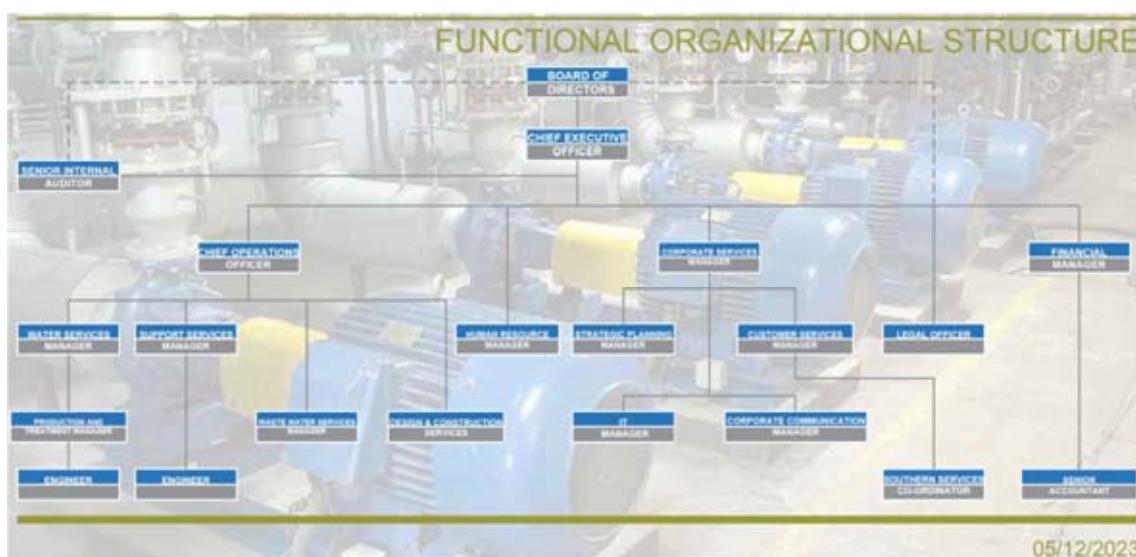 FUNCTIONAL ORGANIZATIONAL STRUCTURE
BOARD OF
DIRECTORS
CHIEF EXECUTIVE
OFFICER
SENIOR INTERNAL
AUDITOR
CHIEF OPERATIONS
OFFICER
CORPORATE SERVICES
MANAGER
FINANCIAL
MANAGER
WATER SERVICES
MANAGER
SUPPORT SERVICES
MANAGER
HUMAN RESOURCE
MANAGER
STRATEGIC PLANNING
MANAGER
CUSTOMER SERVICES
MANAGER
LEGAL OFFICER
PRODUCTION AND
TREATMENT MANAGER
WASTE WATER SERVICES
MANAGER
DESIGN & CONSTRUCTION
SERVICES
IT
MANAGER
CORPORATE COMMUNICATION
MANAGER
ENGINEER
ENGINEER
SOUTHERN SERVICES
CO-ORDINATOR
SENIOR
ACCOUNTANT
05/12/2023